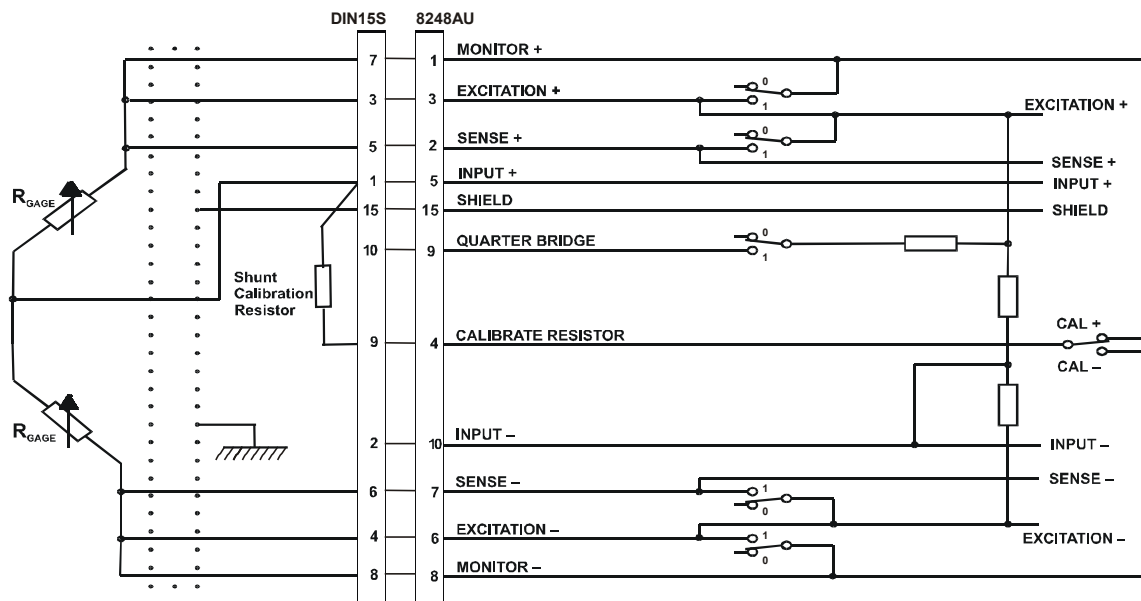 DIN15S 8248AU
7 1 MONITOR +
0
3 3 EXCITATION + 1 EXCITATION +
0
5 2 SENSE + 1
SENSE +
1 5 INPUT + INPUT +
R GAGE
15 15 SHIELD SHIELD
0
10 9 QUARTER BRIDGE
1
Shunt
Calibration
Resistor
CAL +
9 4 CALIBRATE RESISTOR
CAL –
R GAGE
2 10 INPUT – INPUT –
SENSE –
6 7 SENSE – 1
0
4 6 EXCITATION – 1 EXCITATION –
0
8 8 MONITOR –